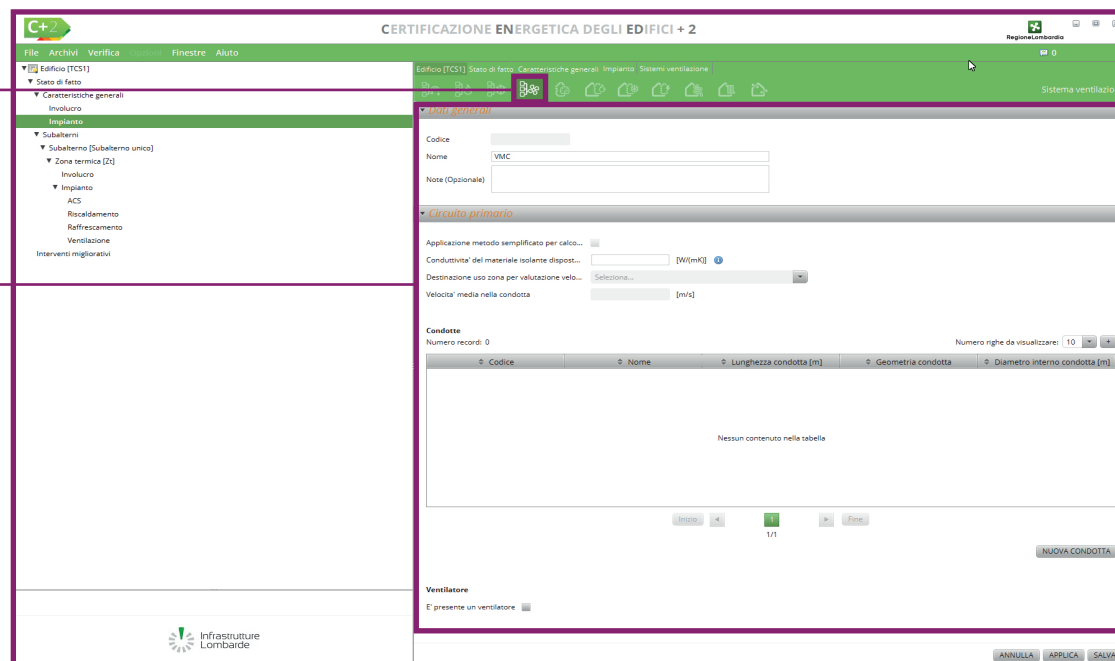 C+2
CERTIFICAZIONE ENERGETICA DEGLI EDIFICI + 2
RegioneLombardia
File Archivi Verifica Opzioni Finestre Aiuto
0
Edificio [TCS1]
Stato di fatto
Caratteristiche generali
Involucro
Impianto
Subalterni
Subalterno [Subalterno unico]
Zona termica [Zt]
Involucro
Impianto
ACS
Riscaldamento
Raffrescamento
Ventilazione
Interventi migliorativi
Infrastrutture
Lombarde
Edificio [TCS1] Stato di fatto Caratteristiche generali Impianto Sistemi ventilazione
Sistema ventilazio
Dati generali
Codice
Nome VMC
Note (Opzionale)
Circuito primario
Applicazione metodo semplificato per calco...
Conduttivita' del materiale isolante dispost... [W/(mK)]
Destinazione uso zona per valutazione velo... Seleziona...
Velocita' media nella condotta [m/s]
Condotte
Numero record: 0
Numero righe da visualizzare: 10 +
Codice Nome Lunghezza condotta [m] Geometria condotta Diametro interno condotta [m]
Nessun contenuto nella tabella
Inizio 1 Fine
1/1
NUOVA CONDOTTA
Ventilatore
E' presente un ventilatore
ANNULLA APPLICA SALVA